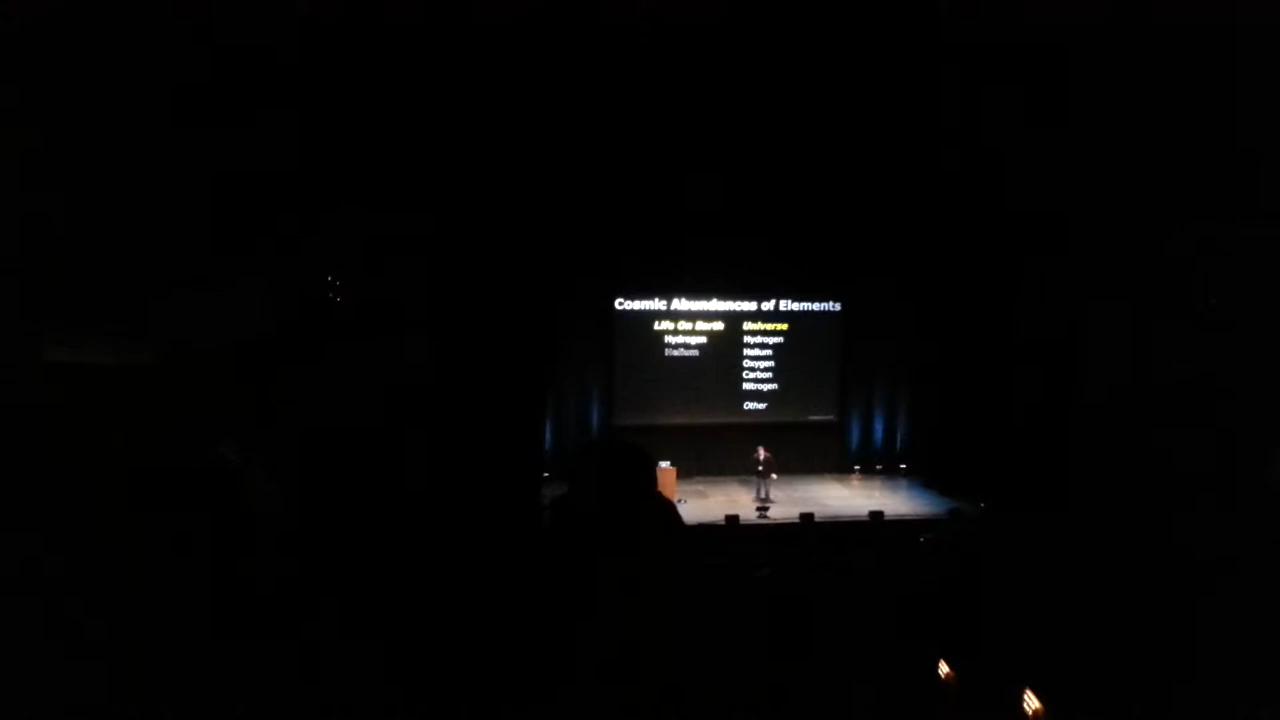 Cosmic Abundances of Elements
Life On Earth
Hydrogen
Helium
Universe
Hydrogen
Helium
Oxygen
Carbon
Nitrogen
Other